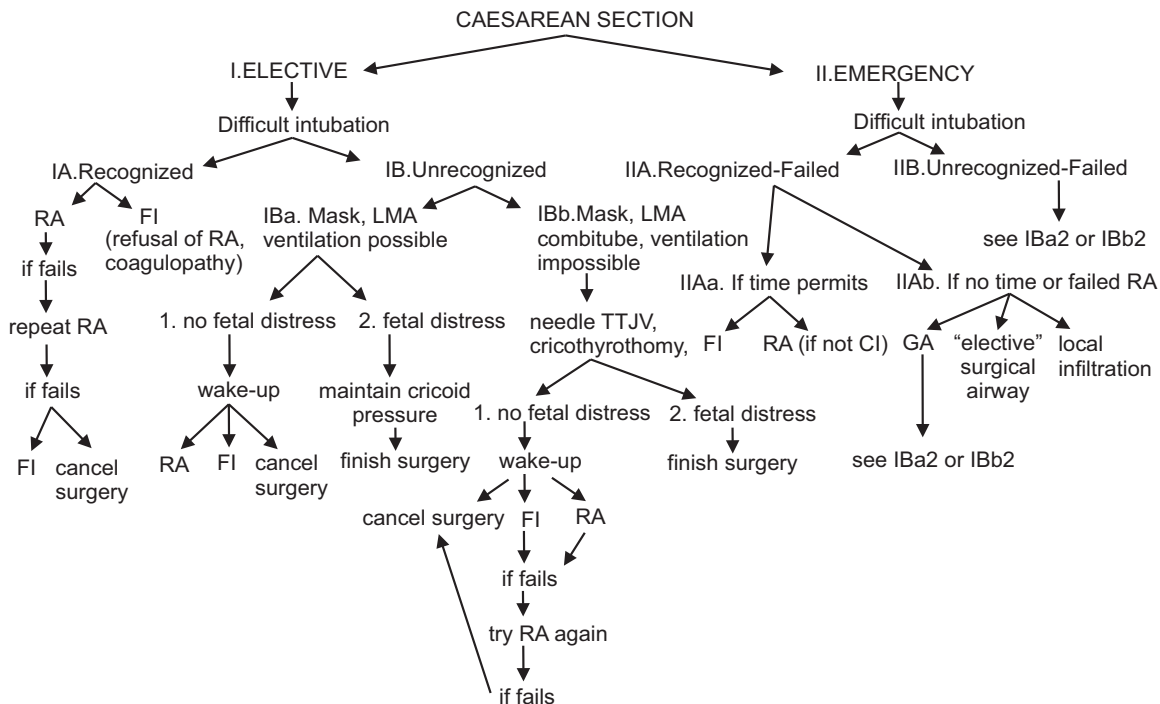 CAESAREAN SECTION
I.ELECTIVE
II.EMERGENCY
Difficult intubation
Difficult intubation
IA.Recognized
IB.Unrecognized
IIA.Recognized-Failed
IIB.Unrecognized-Failed
RA
FI
(refusal of RA,
coagulopathy)
IBa. Mask, LMA
ventilation possible
IBb.Mask, LMA
combitube, ventilation
impossible
see IBa2 or IBb2
if fails
IIAa. If time permits
IIAb. If no time or failed RA
repeat RA
1. no fetal distress
2. fetal distress
needle TTJV,
cricothyrothomy,
FI
RA (if not CI)
GA
“elective”
surgical
airway
local
infiltration
if fails
wake-up
maintain cricoid
pressure
1. no fetal distress
2. fetal distress
FI
cancel
surgery
RA
FI
cancel
surgery
finish surgery
wake-up
finish surgery
see IBa2 or IBb2
cancel surgery
FI
RA
if fails
try RA again
if fails